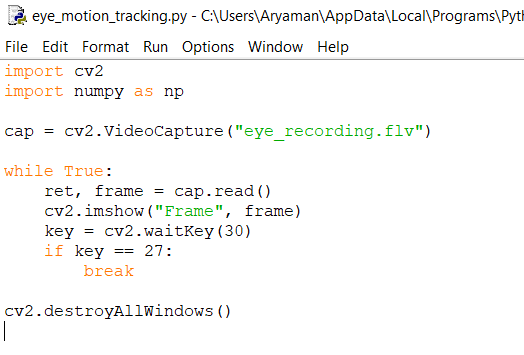 eye_motion_tracking.py - C:\Users\Aryaman\AppData\Local\Programs\Pyth
File Edit Format Run Options Window Help
import cv2
import numpy as np

cap = cv2.VideoCapture("eye_recording.flv")

while True:
    ret, frame = cap.read()
    cv2.imshow("Frame", frame)
    key = cv2.waitKey(30)
    if key == 27:
        break

cv2.destroyAllWindows()